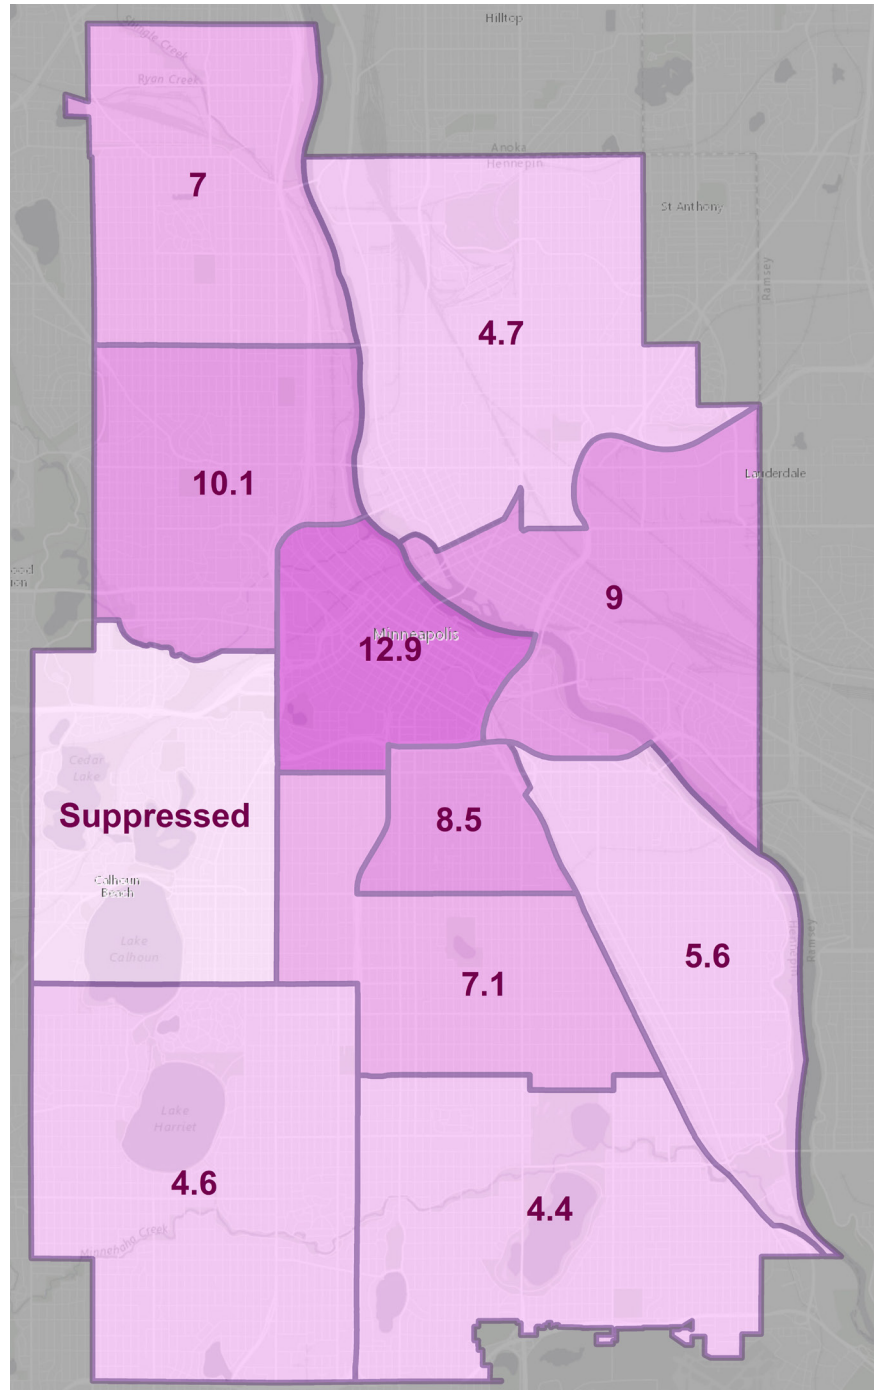 Hilltop
Shingle Creek
Ryan Creek
Anoka
Hennepin
7
St Anthony
Ramsey
4.7
Lauderdale
10.1
9
Minneapolis
12.9
Cedar
Lake
Suppressed
8.5
Calhoun
Beach
Lake
Calhoun
Hennepin
Ramsey
5.6
7.1
Lake
Harriet
4.6
4.4
Minnehaha Creek